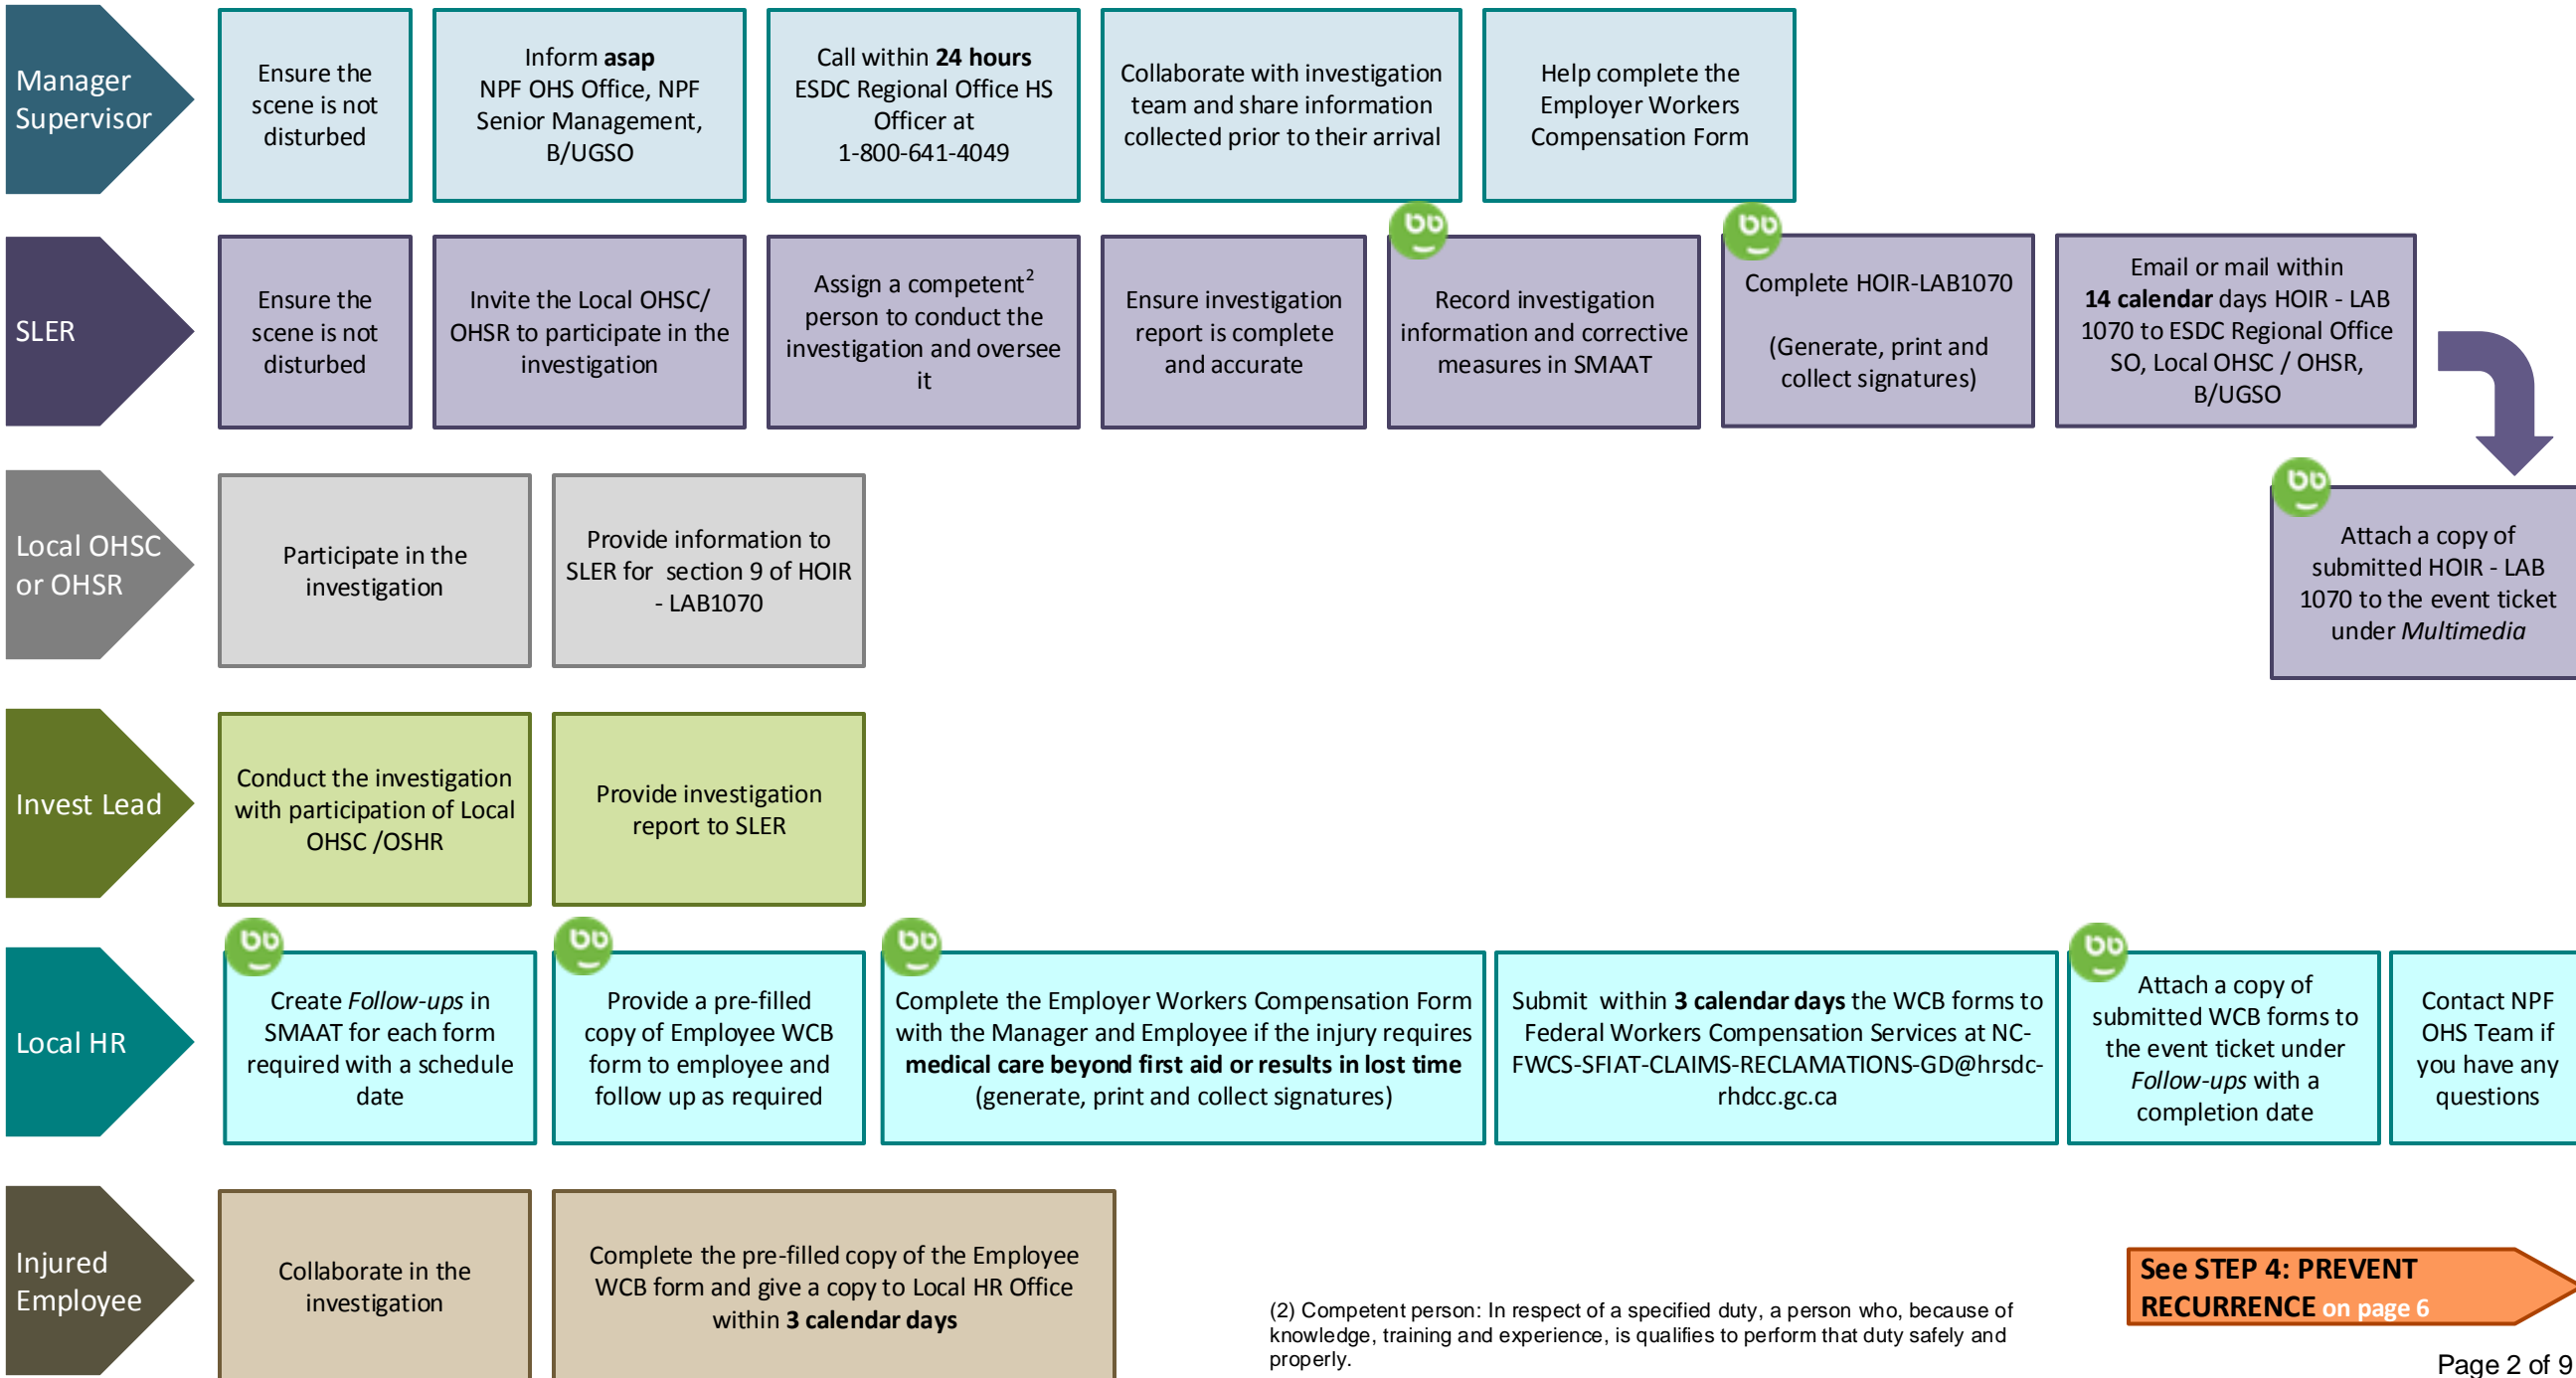 Manager
Supervisor
Ensure the
scene is not
disturbed
Inform asap
NPF OHS Office, NPF
Senior Management,
B/UGSO
Call within 24 hours
ESDC Regional Office HS
Officer at
1-800-641-4049
Collaborate with investigation
team and share information
collected prior to their arrival
Help complete the
Employer Workers
Compensation Form
SLER
Ensure the
scene is not
disturbed
Invite the Local OHSC/
OHSR to participate in the
investigation
Assign a competent2
person to conduct the
investigation and oversee
it
Ensure investigation
report is complete
and accurate
Record investigation
information and corrective
measures in SMAAT
Complete HOIR-LAB1070
(Generate, print and
collect signatures)
Email or mail within
14 calendar days HOIR - LAB
1070 to ESDC Regional Office
SO, Local OHSC / OHSR,
B/UGSO
Attach a copy of
submitted HOIR - LAB
1070 to the event ticket
under Multimedia
Local OHSC
or OHSR
Participate in the
investigation
Provide information to
SLER for section 9 of HOIR
- LAB1070
Invest Lead
Conduct the investigation
with participation of Local
OHSC /OSHR
Provide investigation
report to SLER
Local HR
Create Follow-ups in
SMAAT for each form
required with a schedule
date
Provide a pre-filled
copy of Employee WCB
form to employee and
follow up as required
Complete the Employer Workers Compensation Form
with the Manager and Employee if the injury requires
medical care beyond first aid or results in lost time
(generate, print and collect signatures)
Submit within 3 calendar days the WCB forms to
Federal Workers Compensation Services at NC-
FWCS-SFIAT-CLAIMS-RECLAMATIONS-GD@hrsdc-
rhdcc.gc.ca
Attach a copy of
submitted WCB forms to
the event ticket under
Follow-ups with a
completion date
Contact NPF
OHS Team if
you have any
questions
Injured
Employee
Collaborate in the
investigation
Complete the pre-filled copy of the Employee
WCB form and give a copy to Local HR Office
within 3 calendar days
(2) Competent person: In respect of a specified duty, a person who, because of
knowledge, training and experience, is qualifies to perform that duty safely and
properly.
See STEP 4: PREVENT
RECURRENCE on page 6
Page 2 of 9